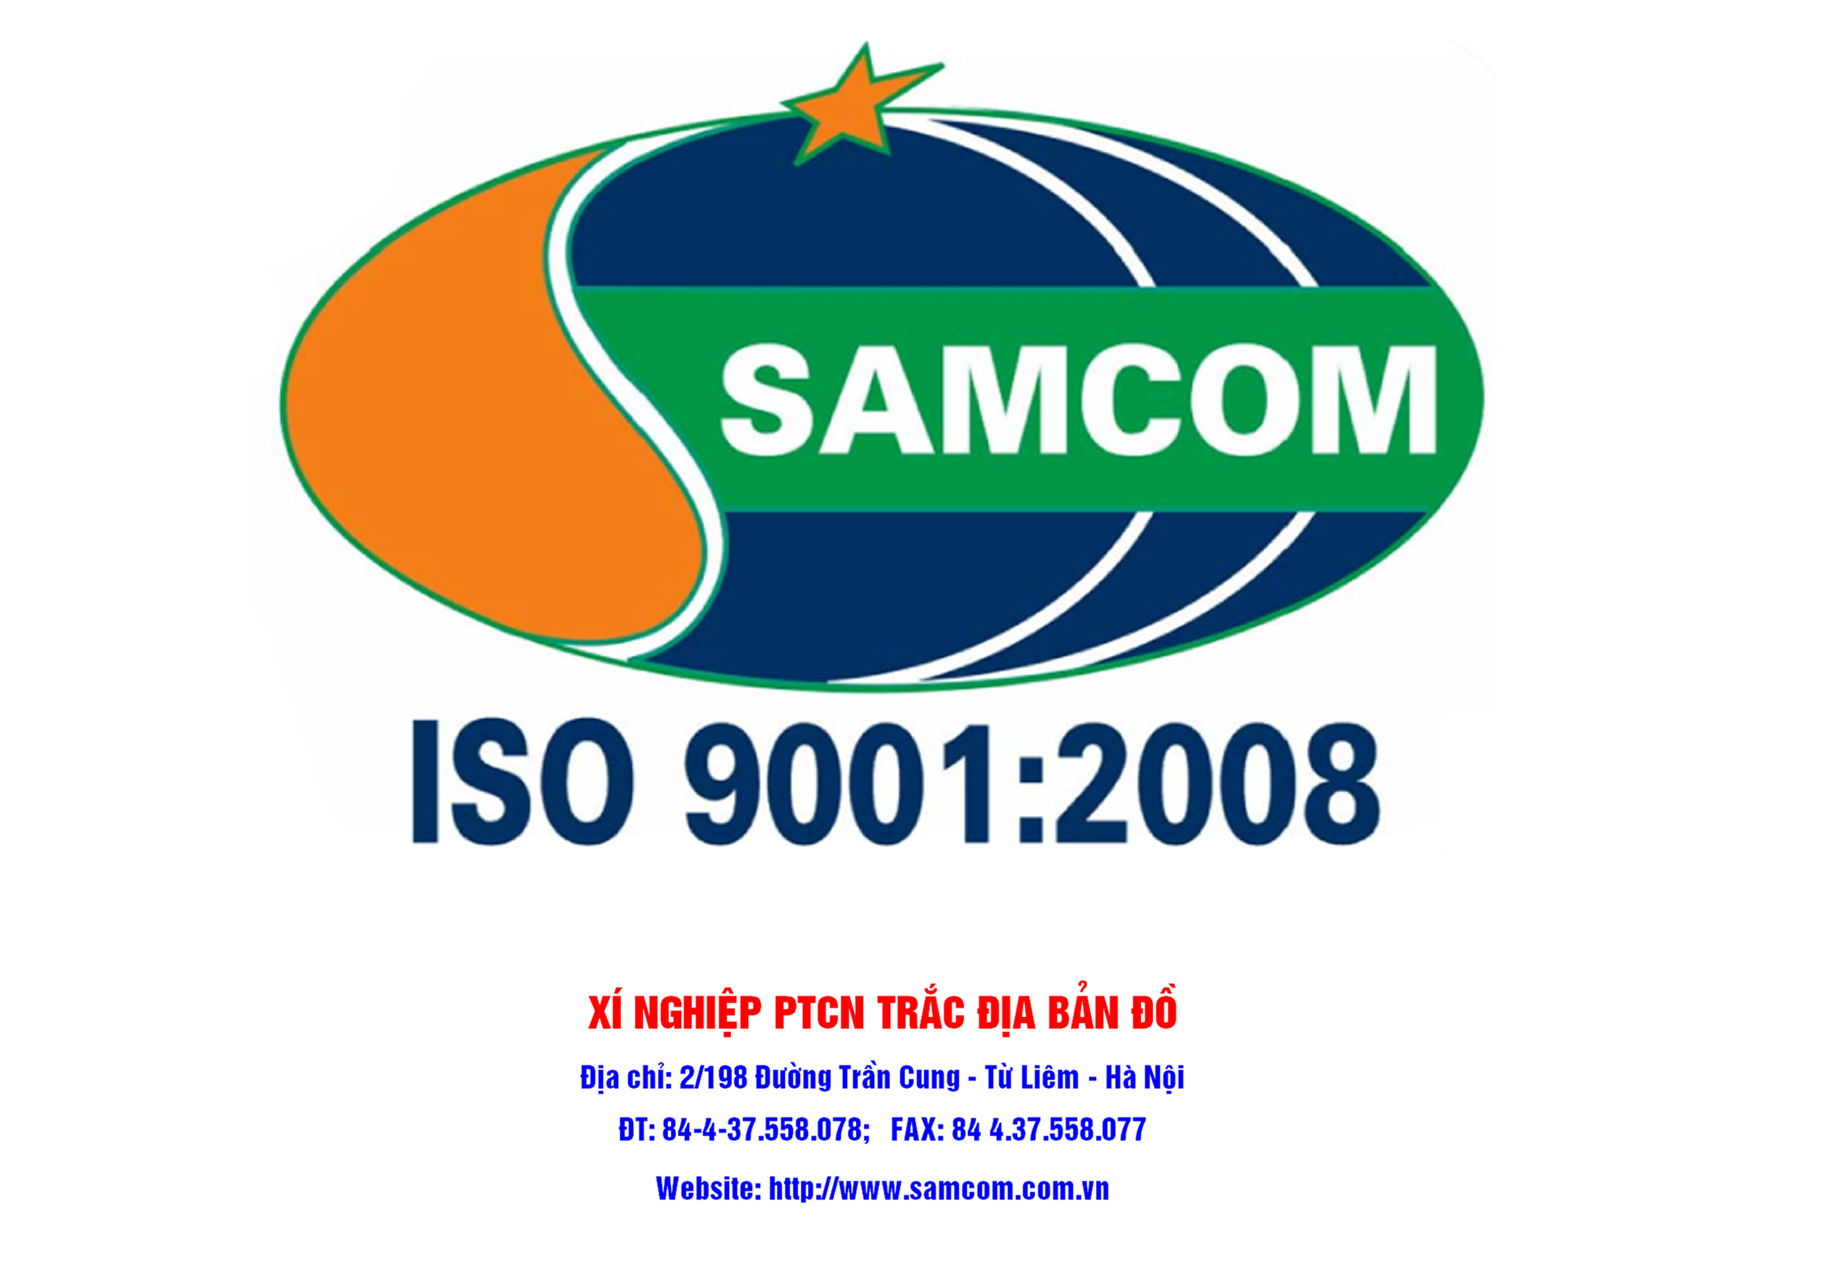 SAMCOM
ISO 9001:2008
XÍ NGHIỆP PTCN TRẮC ĐỊA BẢN ĐỒ
Địa chỉ: 2/198 Đường Trần Cung - Từ Liêm - Hà Nội
ĐT: 84-4-37.558.078; FAX: 84 4.37.558.077
Website: http://www.samcom.com.vn